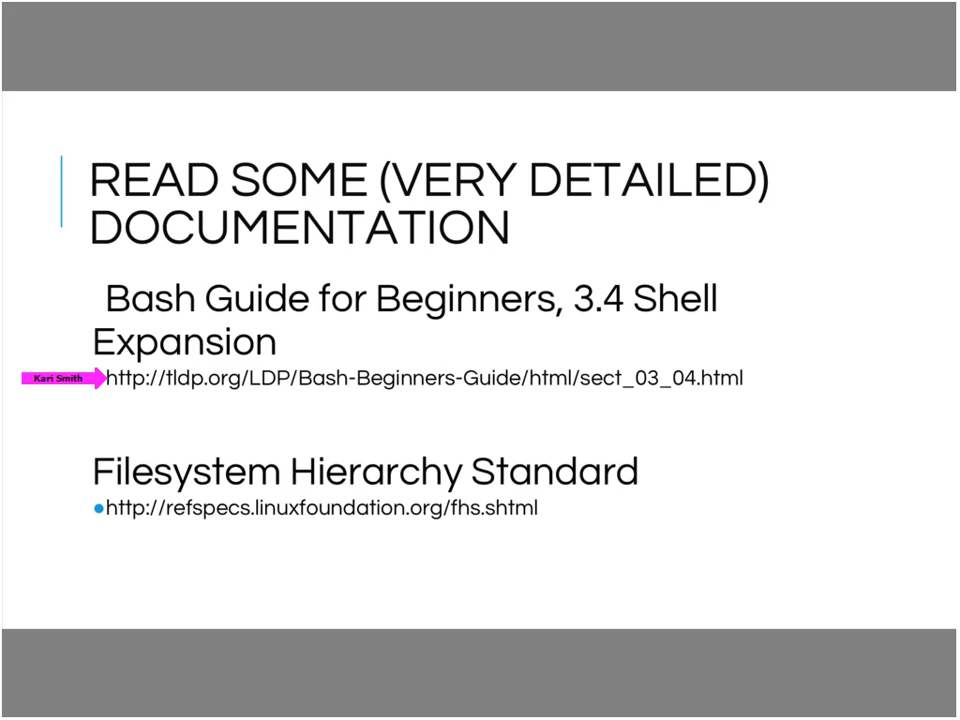 READ SOME (VERY DETAILED)
DOCUMENTATION
Bash Guide for Beginners, 3.4 Shell
Expansion
Kari Smith
http://tldp.org/LDP/Bash-Beginners-Guide/html/sect_03_04.html
Filesystem Hierarchy Standard
•http://refspecs.linuxfoundation.org/fhs.shtml